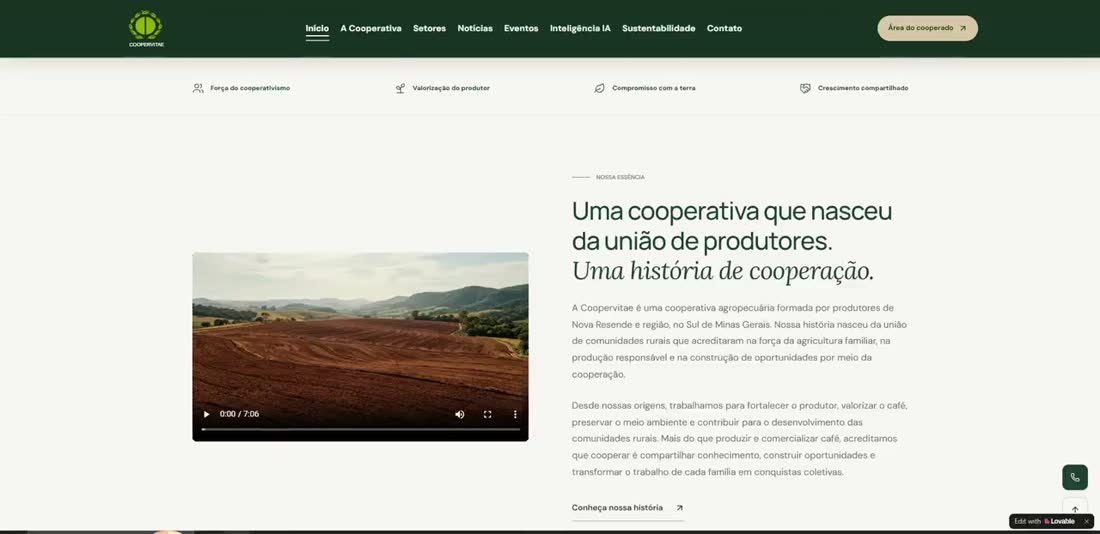 COOPERVITAE
Início A Cooperativa Setores Notícias Eventos Inteligência IA Sustentabilidade Contato
Área do cooperado
Força do cooperativismo
Valorização do produtor
Compromisso com a terra
Crescimento compartilhado
NOSSA ESSÊNCIA
Uma cooperativa que nasceu
da união de produtores.
Uma história de cooperação.
A Coopervitae é uma cooperativa agropecuária formada por produtores de
Nova Resende e região, no Sul de Minas Gerais. Nossa história nasceu da união
de comunidades rurais que acreditaram na força da agricultura familiar, na
produção responsável e na construção de oportunidades por meio da
cooperação.
Desde nossas origens, trabalhamos para fortalecer o produtor, valorizar o café,
preservar o meio ambiente e contribuir para o desenvolvimento das
comunidades rurais. Mais do que produzir e comercializar café, acreditamos
que cooperar é compartilhar conhecimento, construir oportunidades e
transformar o trabalho de cada família em conquistas coletivas.
Conheça nossa história
0:00 / 7:06
Edit with Lovable